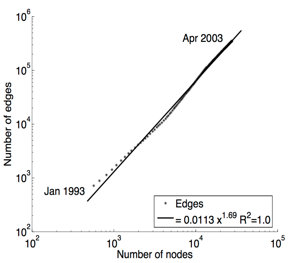 10^6
Apr 2003
10^5
Number of edges
10^4
10^3
Jan 1993
Edges
= 0.0113 x^1.69 R^2=1.0
10^2
10^2
10^3
10^4
10^5
Number of nodes